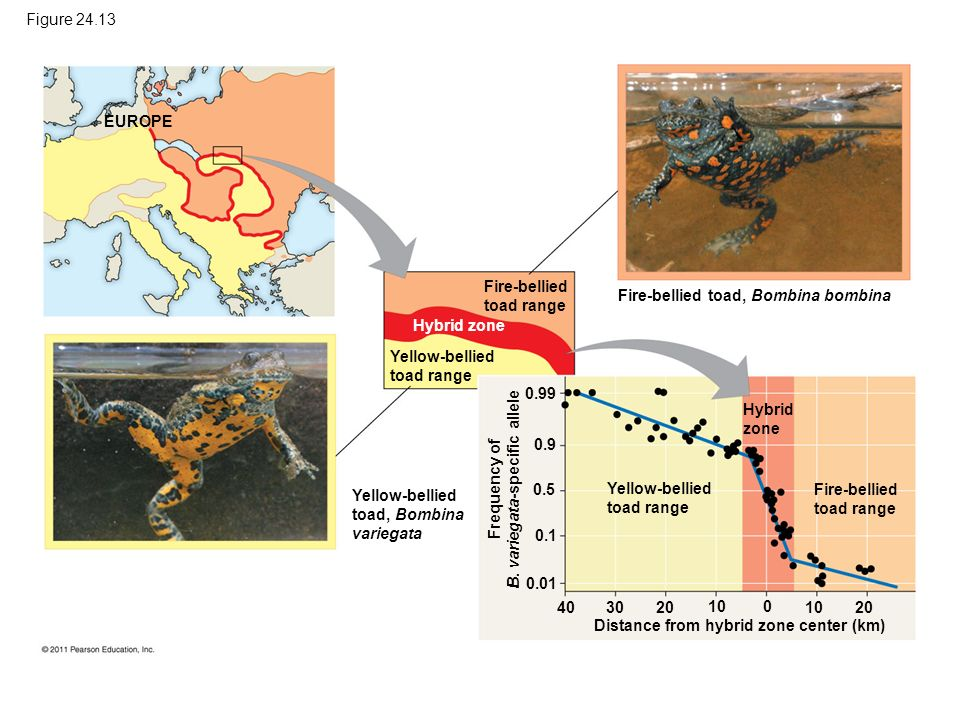 Figure 24.13
EUROPE
Fire-bellied
toad range
Hybrid zone
Yellow-bellied
toad range
Fire-bellied toad, Bombina bombina
Yellow-bellied
toad, Bombina
variegata
Frequency of
B. variegata-specific allele
0.99
0.9
0.5
0.1
0.01
Hybrid
zone
Yellow-bellied
toad range
Fire-bellied
toad range
40 30 20 10 0 10 20
Distance from hybrid zone center (km)
© 2011 Pearson Education, Inc.